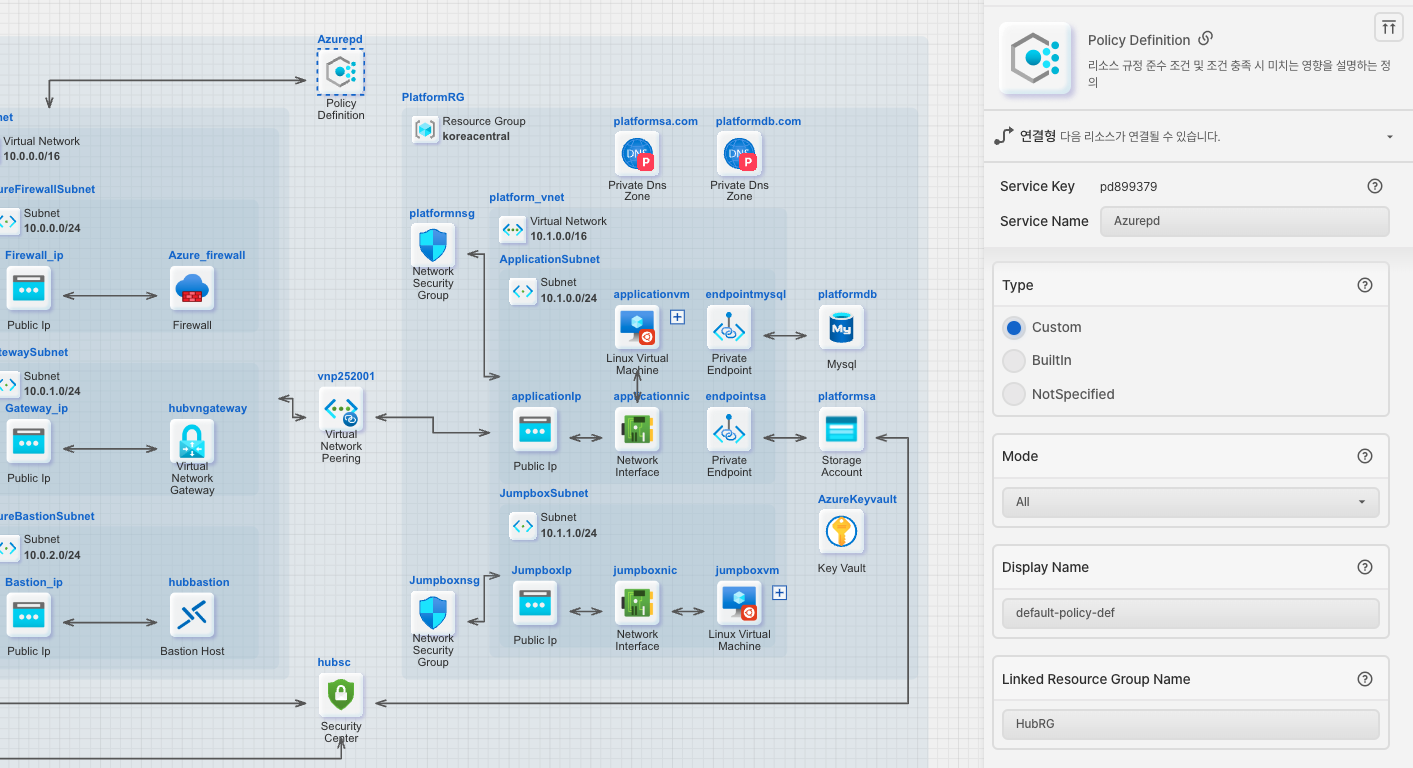 Azurepd
Policy
Definition
net
Virtual Network
10.0.0.0/16
ureFirewallSubnet
Subnet
10.0.0.0/24
Firewall_ip
Public Ip
Azure_firewall
Firewall
tewaySubnet
Subnet
10.0.1.0/24
Gateway_ip
Public Ip
hubvngateway
Virtual
Network
Gateway
ureBastionSubnet
Subnet
10.0.2.0/24
Bastion_ip
Public Ip
hubbastion
Bastion Host
vnp252001
Virtual
Network
Peering
hubsc
Security
Center
PlatformRG
Resource Group
koreacentral
platformsa.com
DNS
P
Private Dns
Zone
platformdb.com
DNS
P
Private Dns
Zone
platformnsg
Network
Security
Group
platform_vnet
Virtual Network
10.1.0.0/16
ApplicationSubnet
Subnet
10.1.0.0/24
applicationvm
Linux Virtual
Machine
endpointmysql
Private
Endpoint
platformdb
My
Mysql
applicationIp
Public Ip
applicationnic
Network
Interface
endpointsa
Private
Endpoint
platformsa
Storage
Account
JumpboxSubnet
Subnet
10.1.1.0/24
AzureKeyvault
Key Vault
Jumpboxnsg
Network
Security
Group
JumpboxIp
Public Ip
jumpboxnic
Network
Interface
jumpboxvm
Linux Virtual
Machine
Policy Definition
리소스 규정 준수 조건 및 조건 충족 시 미치는 영향을 설명하는 정
의
연결형 다음 리소스가 연결될 수 있습니다.
Service Key pd899379
Service Name Azurepd
Type
Custom
BuiltIn
NotSpecified
Mode
All
Display Name
default-policy-def
Linked Resource Group Name
HubRG